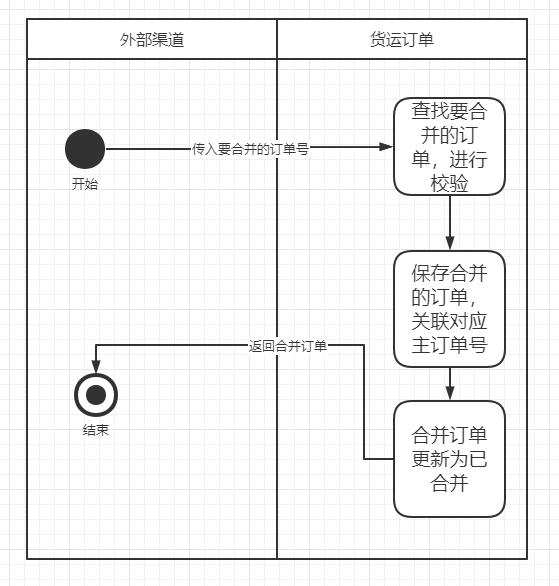 外部渠道
货运订单
开始
传入要合并的订单号
查找要合
并的订
单，进行
校验
保存合并
的订单，
关联对应
主订单号
返回合并订单
结束
合并订单
更新为已
合并